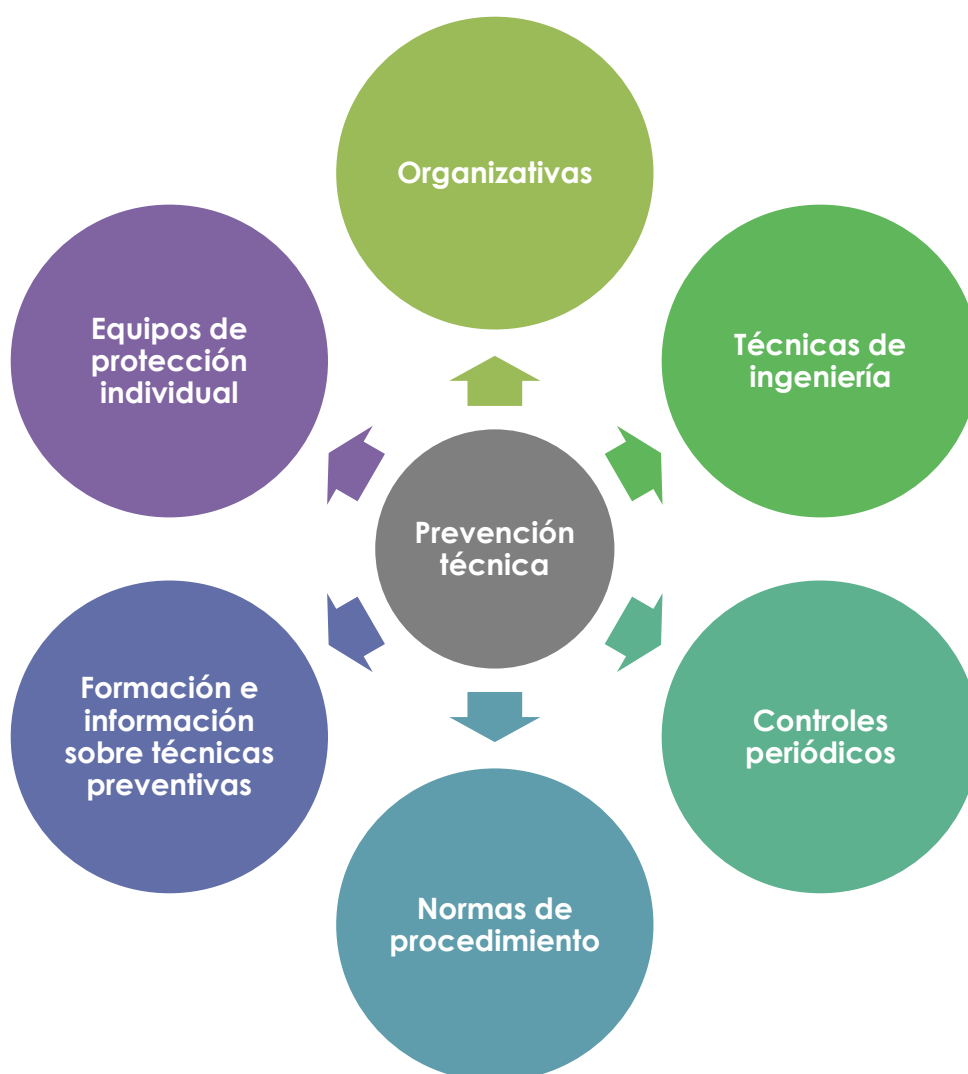 Organizativas
Técnicas de
ingeniería
Controles
periódicos
Normas de
procedimiento
Formación e
información
sobre técnicas
preventivas
Equipos de
protección
individual
Prevención
técnica